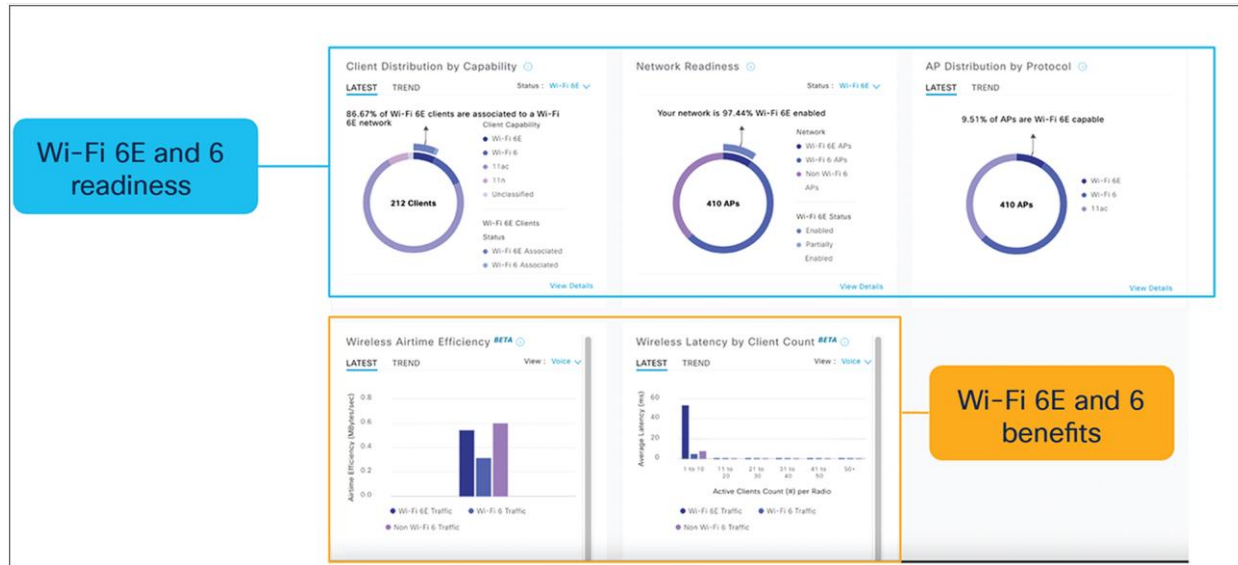 Wi-Fi 6E and 6
readiness
Client Distribution by Capability
LATEST TREND Status : Wi-Fi 6E
86.67% of Wi-Fi 6E clients are associated to a Wi-Fi
6E network
Client Capability
Wi-Fi 6E
Wi-Fi 6
11ac
11n
Unclassified
212 Clients
Wi-Fi 6E Clients
Status
Wi-Fi 6E Associated
Wi-Fi 6 Associated
View Details
Network Readiness
Status : Wi-Fi 6E
Your network is 97.44% Wi-Fi 6E enabled
Network
Wi-Fi 6E APs
Wi-Fi 6 APs
Non Wi-Fi 6
APs
410 APs
Wi-Fi 6E Status
Enabled
Partially
Enabled
View Details
AP Distribution by Protocol
LATEST TREND
9.51% of APs are Wi-Fi 6E capable
Wi-Fi 6E
Wi-Fi 6
11ac
410 APs
View Details
Wireless Airtime Efficiency BETA
LATEST TREND View : Voice
Airtime Efficiency (MBytes/sec)
0.8
0.6
0.4
0.2
0.0
Wi-Fi 6E Traffic Wi-Fi 6 Traffic
Non Wi-Fi 6 Traffic
Wireless Latency by Client Count BETA
LATEST TREND View : Voice
Average Latency (ms)
60
40
20
0
1 to 10 11 to 20 21 to 30 31 to 40 41 to 50 50+
Active Clients Count (#) per Radio
Wi-Fi 6E Traffic Wi-Fi 6 Traffic
Non Wi-Fi 6 Traffic
Wi-Fi 6E and 6
benefits